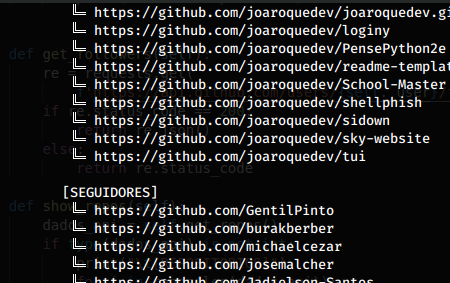 ╚═ https://github.com/joaroquedev/joaroquedev.gi
╚═ https://github.com/joaroquedev/loginy
╚═ https://github.com/joaroquedev/PensePython2e
╚═ https://github.com/joaroquedev/readme-templat
╚═ https://github.com/joaroquedev/School-Master
╚═ https://github.com/joaroquedev/shellphish
╚═ https://github.com/joaroquedev/sidown
╚═ https://github.com/joaroquedev/sky-website
╚═ https://github.com/joaroquedev/tui
return re.status_code
[SEGUIDORES]
╚═ https://github.com/GentilPinto
╚═ https://github.com/burakberber
╚═ https://github.com/michaelcezar
╚═ https://github.com/josemalcher
╚═ https://github.com/Jadielson-Santos